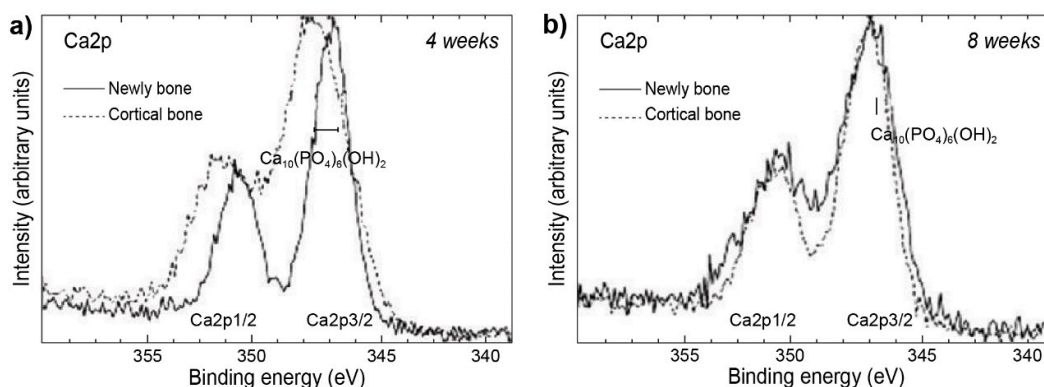 a)
Ca2p
4 weeks
Newly bone
Cortical bone
Ca₁₀(PO₄)₆(OH)₂
Ca2p1/2
Ca2p3/2
355
350
345
340
Binding energy (eV)
Intensity (arbitrary units)
b)
Ca2p
8 weeks
Newly bone
Cortical bone
Ca₁₀(PO₄)₆(OH)₂
Ca2p1/2
Ca2p3/2
355
350
345
340
Binding energy (eV)
Intensity (arbitrary units)